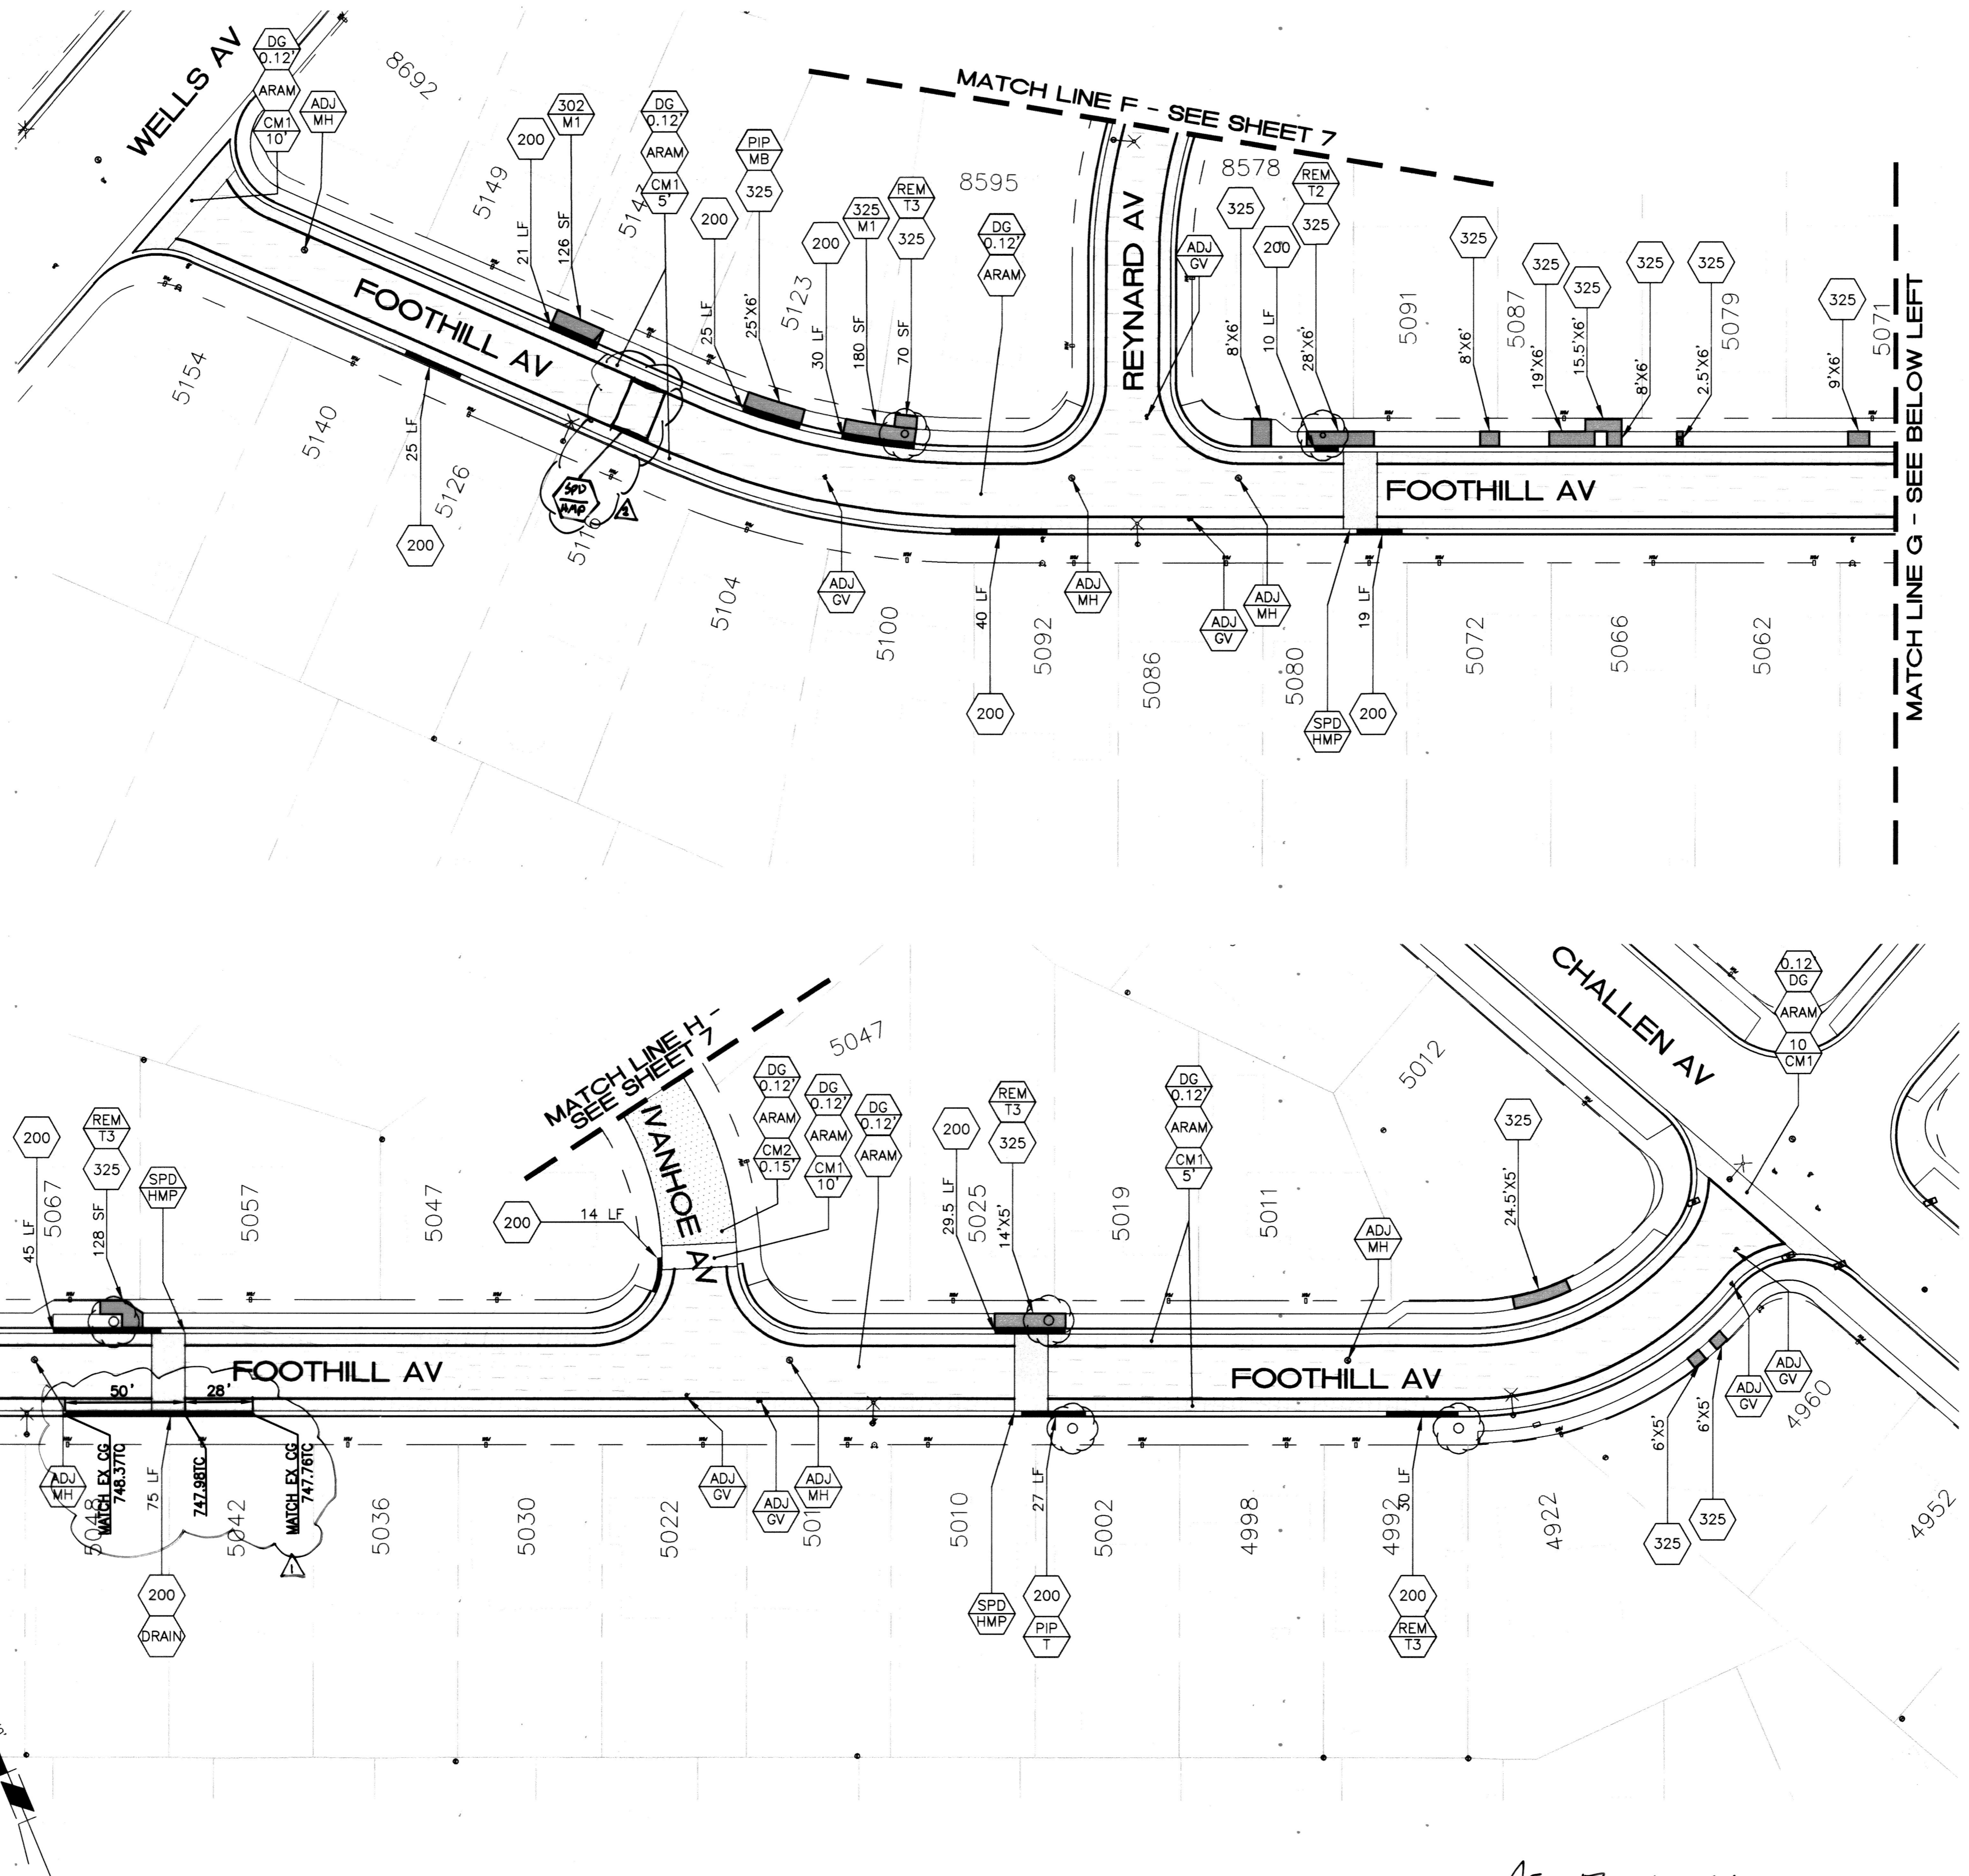 WELLS AV
DG
0.12'
ARAM
CM1
10'
ADJ
MH
8692
5149
200
21 LF
302
M1
126 SF
DG
0.12'
ARAM
CM1
5'
200
25 LF
PIP
MB
325
25'X6'
5123
200
30 LF
325
M1
180 SF
REM
T3
325
70 SF
8595
DG
0.12'
ARAM
MATCH LINE F - SEE SHEET 7
REYNARD AV
ADJ
GV
8578
325
8'X6'
200
10 LF
REM
T2
325
28'X6'
5091
325
8'X6'
5087
325
19'X6'
325
15.5'X6'
325
8'X6'
325
2.5'X6'
5079
325
9'X6'
5071
MATCH LINE G - SEE BELOW LEFT
FOOTHILL AV
FOOTHILL AV
5154
5140
25 LF
200
5126
SPD
HMP
2
5104
ADJ
GV
5100
40 LF
200
5092
ADJ
MH
5086
ADJ
GV
ADJ
MH
5080
SPD
HMP
19 LF
200
5072
5066
5062
MATCH LINE H -
SEE SHEET 7
IVANHOE AV
5047
DG
0.12'
ARAM
CM2
0.15'
DG
0.12'
ARAM
CM1
10'
DG
0.12'
ARAM
200
45 LF
5067
REM
T3
325
128 SF
SPD
HMP
5057
5047
200
14 LF
200
29.5 LF
5025
REM
T3
325
14'X5'
5019
DG
0.12'
ARAM
CM1
5'
5011
ADJ
MH
5012
325
24.5'X5'
CHALLEN AV
0.12'
DG
ARAM
10
CM1
FOOTHILL AV
FOOTHILL AV
50'
28'
ADJ
MH
5048
MATCH EX CG
748.37TC
75 LF
747.98TC
5042
MATCH EX CG
747.76TC
1
200
DRAIN
5036
5030
5022
ADJ
GV
ADJ
GV
ADJ
MH
5010
SPD
HMP
27 LF
200
PIP
T
5002
4998
4992
30 LF
200
REM
T3
4922
6'X5'
325
6'X5'
325
ADJ
GV
ADJ
GV
4960
4952